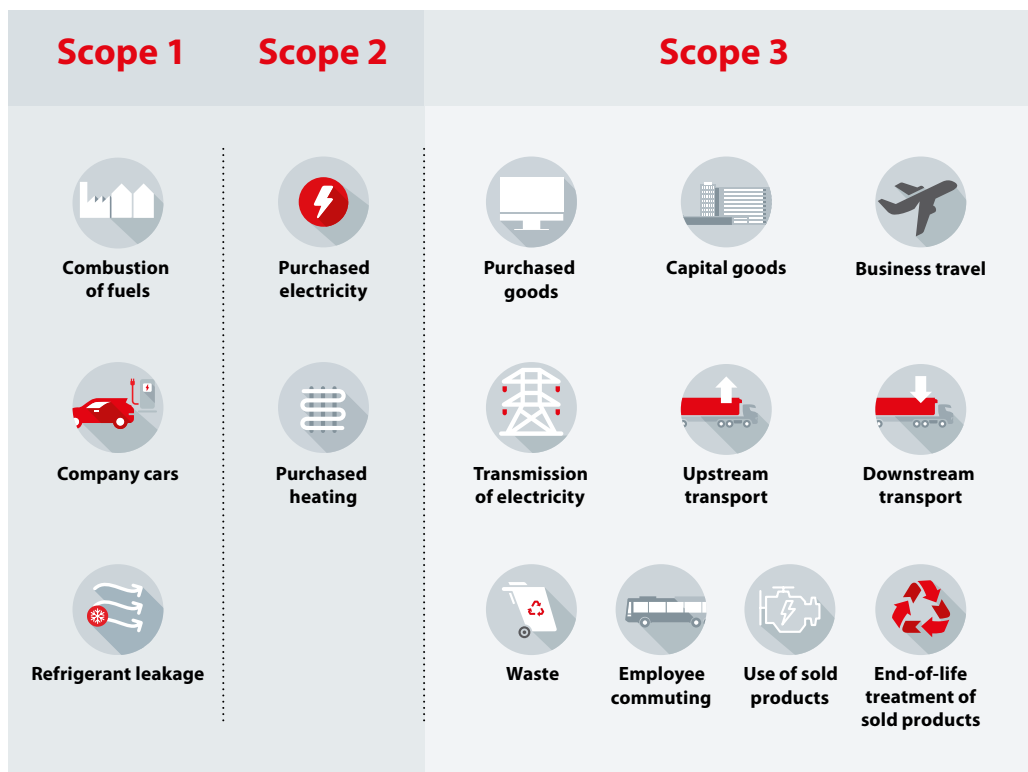 Scope 1
Scope 2
Scope 3
Combustion
of fuels
Purchased
electricity
Purchased
goods
Capital goods
Business travel
Company cars
Purchased
heating
Transmission
of electricity
Upstream
transport
Downstream
transport
Refrigerant leakage
Waste
Employee
commuting
Use of sold
products
End-of-life
treatment of
sold products